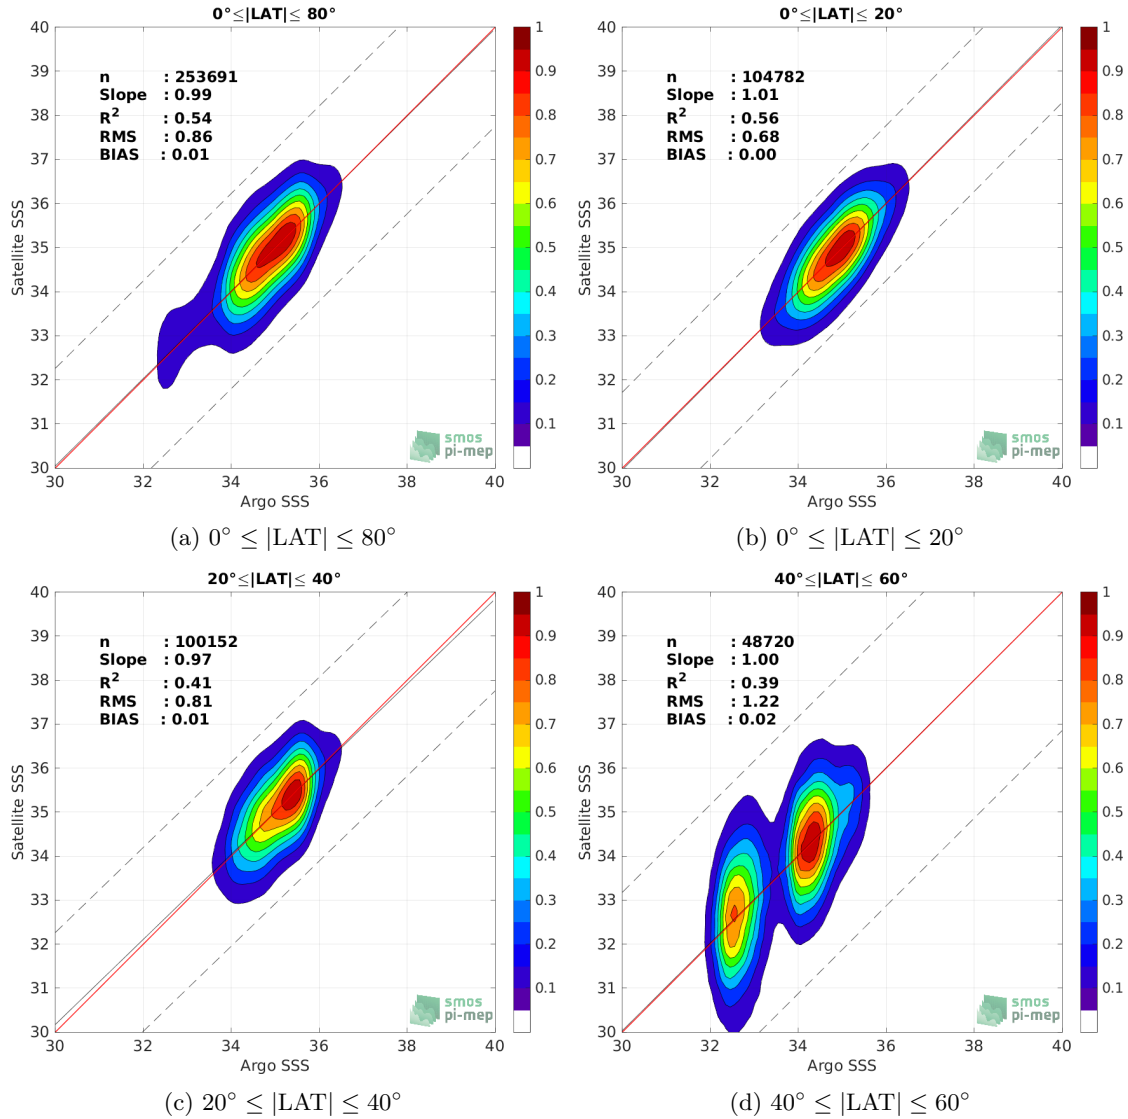 0°≤|LAT|≤ 80°
40
39
38
37
36
35
34
33
32
31
30
Satellite SSS
n : 253691
Slope : 0.99
R² : 0.54
RMS : 0.86
BIAS : 0.01
smos
pi-mep
30 32 34 36 38 40
Argo SSS
1
0.9
0.8
0.7
0.6
0.5
0.4
0.3
0.2
0.1
(a) 0° ≤ |LAT| ≤ 80°
0°≤|LAT|≤ 20°
40
39
38
37
36
35
34
33
32
31
30
Satellite SSS
n : 104782
Slope : 1.01
R² : 0.56
RMS : 0.68
BIAS : 0.00
smos
pi-mep
30 32 34 36 38 40
Argo SSS
1
0.9
0.8
0.7
0.6
0.5
0.4
0.3
0.2
0.1
(b) 0° ≤ |LAT| ≤ 20°
20°≤|LAT|≤ 40°
40
39
38
37
36
35
34
33
32
31
30
Satellite SSS
n : 100152
Slope : 0.97
R² : 0.41
RMS : 0.81
BIAS : 0.01
smos
pi-mep
30 32 34 36 38 40
Argo SSS
1
0.9
0.8
0.7
0.6
0.5
0.4
0.3
0.2
0.1
(c) 20° ≤ |LAT| ≤ 40°
40°≤|LAT|≤ 60°
40
39
38
37
36
35
34
33
32
31
30
Satellite SSS
n : 48720
Slope : 1.00
R² : 0.39
RMS : 1.22
BIAS : 0.02
smos
pi-mep
30 32 34 36 38 40
Argo SSS
1
0.9
0.8
0.7
0.6
0.5
0.4
0.3
0.2
0.1
(d) 40° ≤ |LAT| ≤ 60°